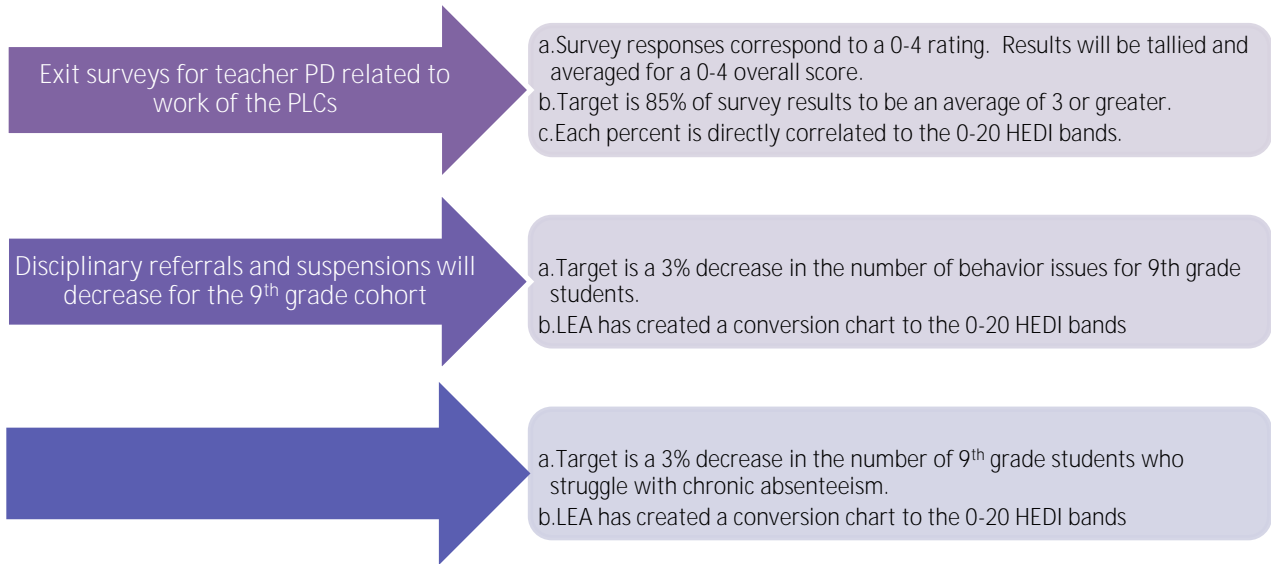 Exit surveys for teacher PD related to
work of the PLCs
a.Survey responses correspond to a 0-4 rating.  Results will be tallied and
averaged for a 0-4 overall score.
b.Target is 85% of survey results to be an average of 3 or greater.
c.Each percent is directly correlated to the 0-20 HEDI bands.
Disciplinary referrals and suspensions will
decrease for the 9th grade cohort
a.Target is a 3% decrease in the number of behavior issues for 9th grade
students.
b.LEA has created a conversion chart to the 0-20 HEDI bands
a.Target is a 3% decrease in the number of 9th grade students who
struggle with chronic absenteeism.
b.LEA has created a conversion chart to the 0-20 HEDI bands